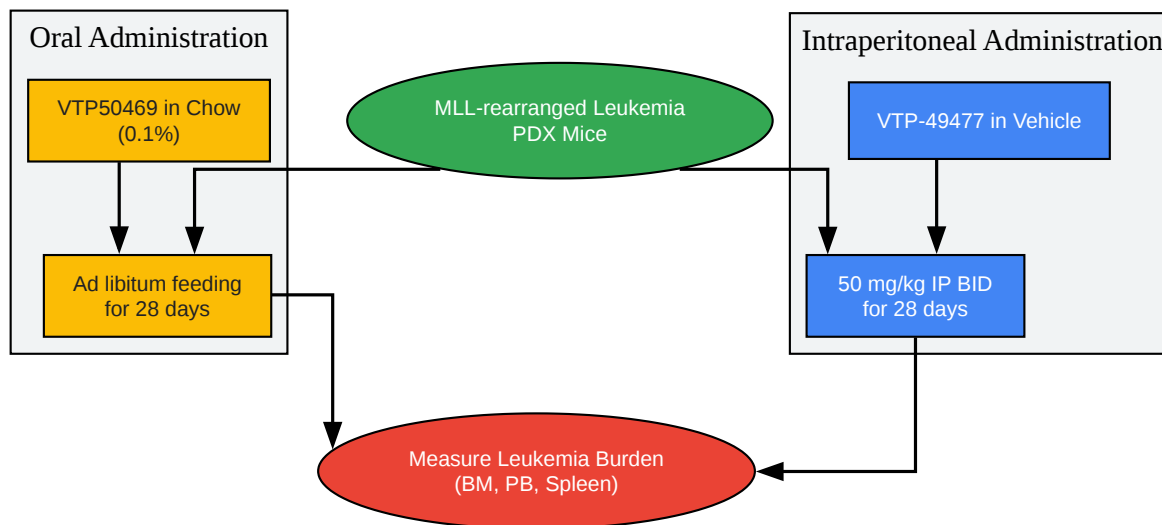 Oral Administration
VTP50469 in Chow
(0.1%)
Ad libitum feeding
for 28 days
MLL-rearranged Leukemia
PDX Mice
Intraperitoneal Administration
VTP-49477 in Vehicle
50 mg/kg IP BID
for 28 days
Measure Leukemia Burden
(BM, PB, Spleen)